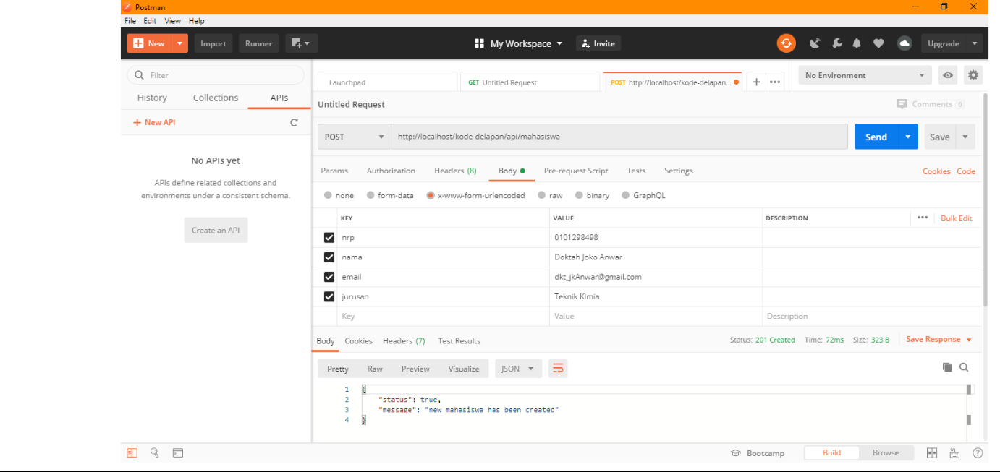 Postman
File Edit View Help
New Import Runner My Workspace Invite Upgrade
Filter
History Collections APIs
+ New API
No APIs yet
APIs define related collections and
environments under a consistent schema.
Create an API
Launchpad GET Untitled Request POST http://localhost/kode-delapan... + ••• No Environment
Untitled Request Comments 0
POST http://localhost/kode-delapan/api/mahasiswa Send Save
Params Authorization Headers (8) Body Pre-request Script Tests Settings Cookies Code
none form-data x-www-form-urlencoded raw binary GraphQL
KEY VALUE DESCRIPTION ••• Bulk Edit
nrp 0101298498
nama Doktah Joko Anwar
email dkt_jkAnwar@gmail.com
jurusan Teknik Kimia
Key Value Description
Body Cookies Headers (7) Test Results Status: 201 Created Time: 72ms Size: 323 B Save Response
Pretty Raw Preview Visualize JSON
1 {
2 "status": true,
3 "message": "new mahasiswa has been created"
4 }
Bootcamp Build Browse